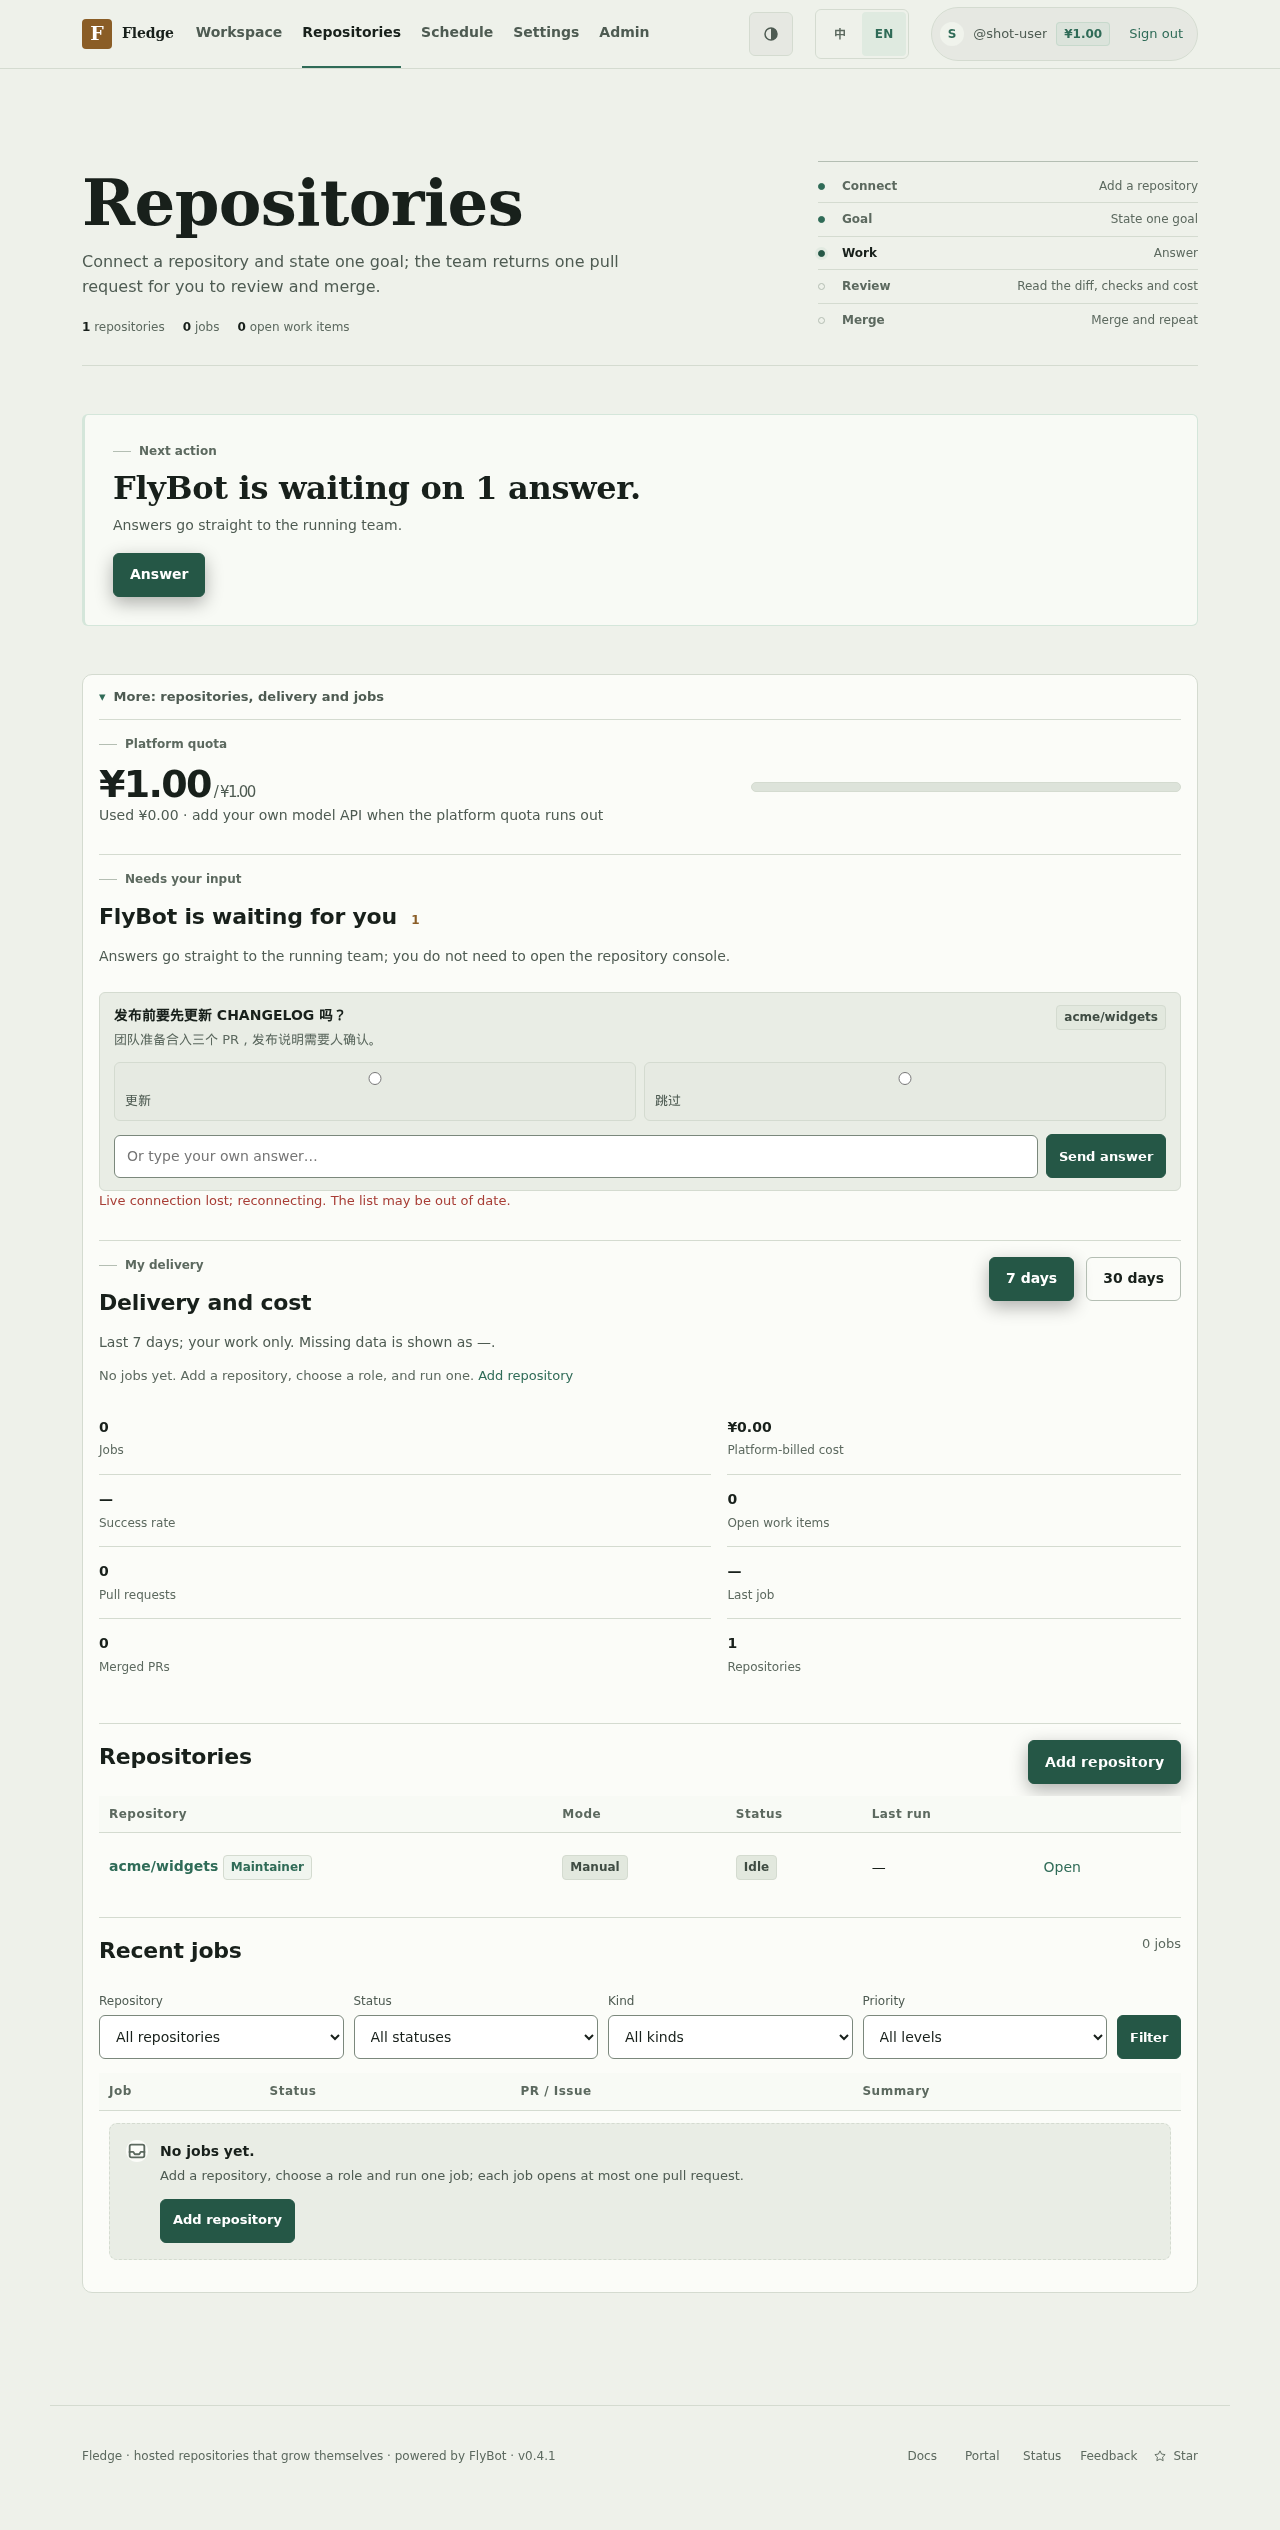 F Fledge Workspace Repositories Schedule Settings Admin 中 EN S @shot-user ¥1.00 Sign out
Repositories
Connect a repository and state one goal; the team returns one pull
request for you to review and merge.
1 repositories 0 jobs 0 open work items
Connect Add a repository
Goal State one goal
Work Answer
Review Read the diff, checks and cost
Merge Merge and repeat
Next action
FlyBot is waiting on 1 answer.
Answers go straight to the running team.
Answer
▾ More: repositories, delivery and jobs
Platform quota
¥1.00 / ¥1.00
Used ¥0.00 · add your own model API when the platform quota runs out
Needs your input
FlyBot is waiting for you 1
Answers go straight to the running team; you do not need to open the repository console.
发布前要先更新 CHANGELOG 吗？ acme/widgets
团队准备合入三个 PR，发布说明需要人确认。
更新 跳过
Or type your own answer... Send answer
Live connection lost; reconnecting. The list may be out of date.
My delivery 7 days 30 days
Delivery and cost
Last 7 days; your work only. Missing data is shown as —.
No jobs yet. Add a repository, choose a role, and run one. Add repository
0 ¥0.00
Jobs Platform-billed cost
— 0
Success rate Open work items
0 —
Pull requests Last job
0 1
Merged PRs Repositories
Repositories Add repository
Repository Mode Status Last run
acme/widgets Maintainer Manual Idle — Open
Recent jobs 0 jobs
Repository Status Kind Priority
All repositories All statuses All kinds All levels Filter
Job Status PR / Issue Summary
No jobs yet.
Add a repository, choose a role and run one job; each job opens at most one pull request.
Add repository
Fledge · hosted repositories that grow themselves · powered by FlyBot · v0.4.1 Docs Portal Status Feedback Star